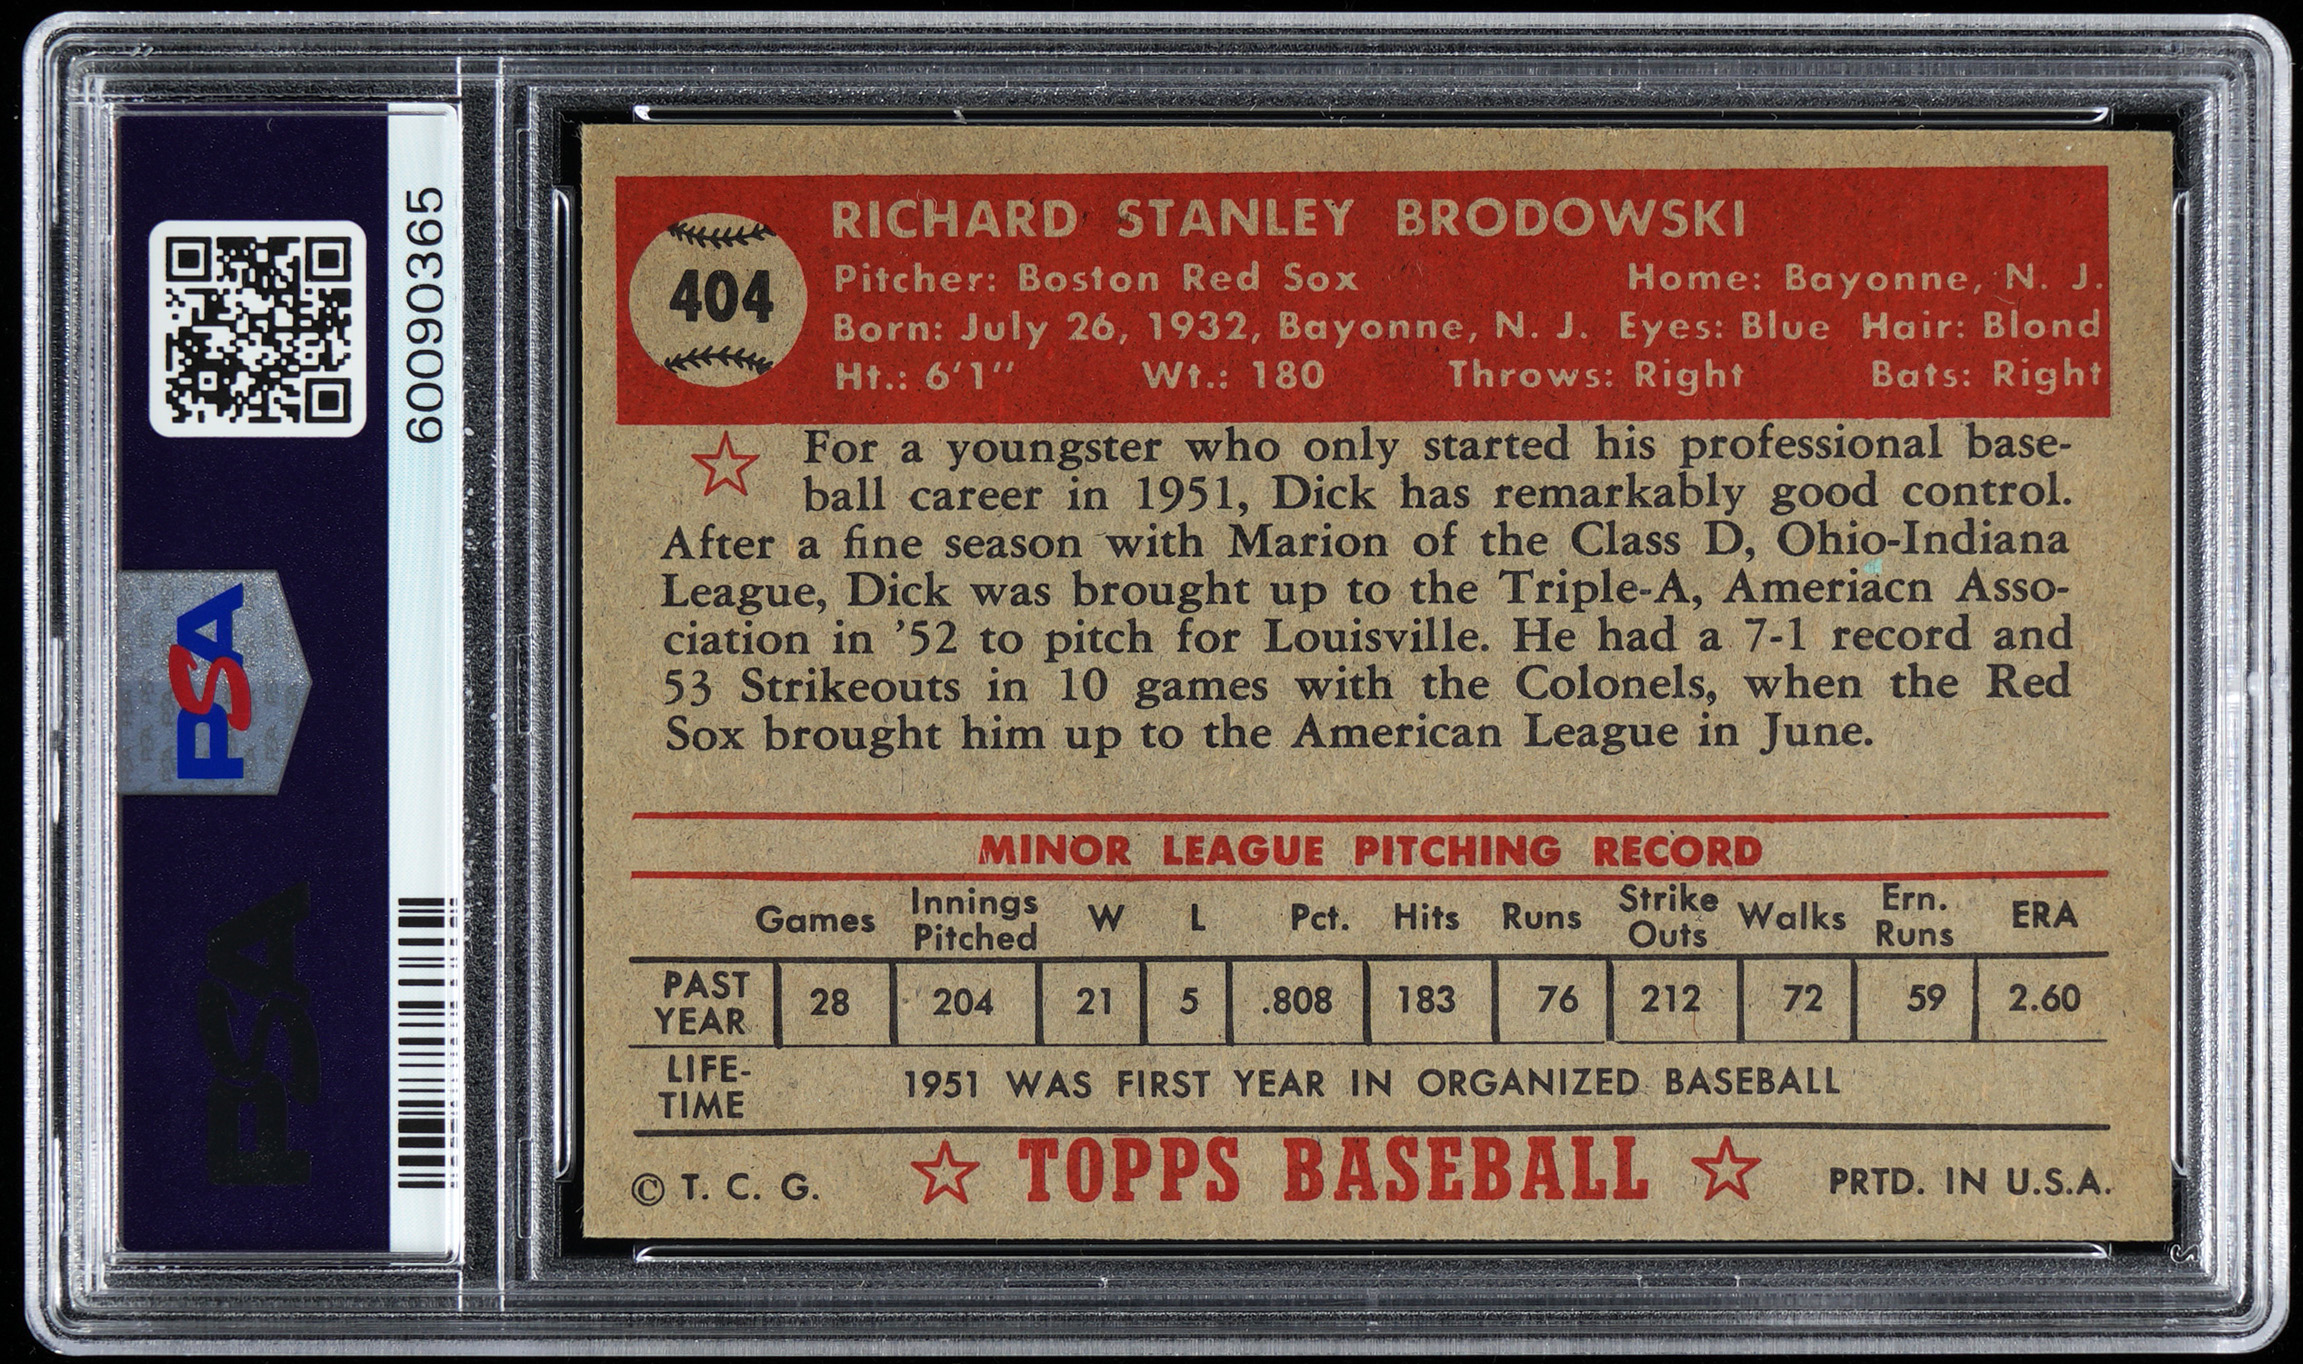 60090365
PSA
PSA
404
RICHARD STANLEY BRODOWSKI
Pitcher: Boston Red Sox Home: Bayonne, N. J.
Born: July 26, 1932, Bayonne, N. J. Eyes: Blue Hair: Blond
Ht.: 6'1" Wt.: 180 Throws: Right Bats: Right
For a youngster who only started his professional base-
ball career in 1951, Dick has remarkably good control.
After a fine season with Marion of the Class D, Ohio-Indiana
League, Dick was brought up to the Triple-A, Ameriacn Asso-
ciation in '52 to pitch for Louisville. He had a 7-1 record and
53 Strikeouts in 10 games with the Colonels, when the Red
Sox brought him up to the American League in June.
MINOR LEAGUE PITCHING RECORD
Games Innings Pitched W L Pct. Hits Runs Strike Outs Walks Ern. Runs ERA
PAST YEAR 28 204 21 5 .808 183 76 212 72 59 2.60
LIFE-TIME 1951 WAS FIRST YEAR IN ORGANIZED BASEBALL
© T. C. G. TOPPS BASEBALL PRTD. IN U.S.A.